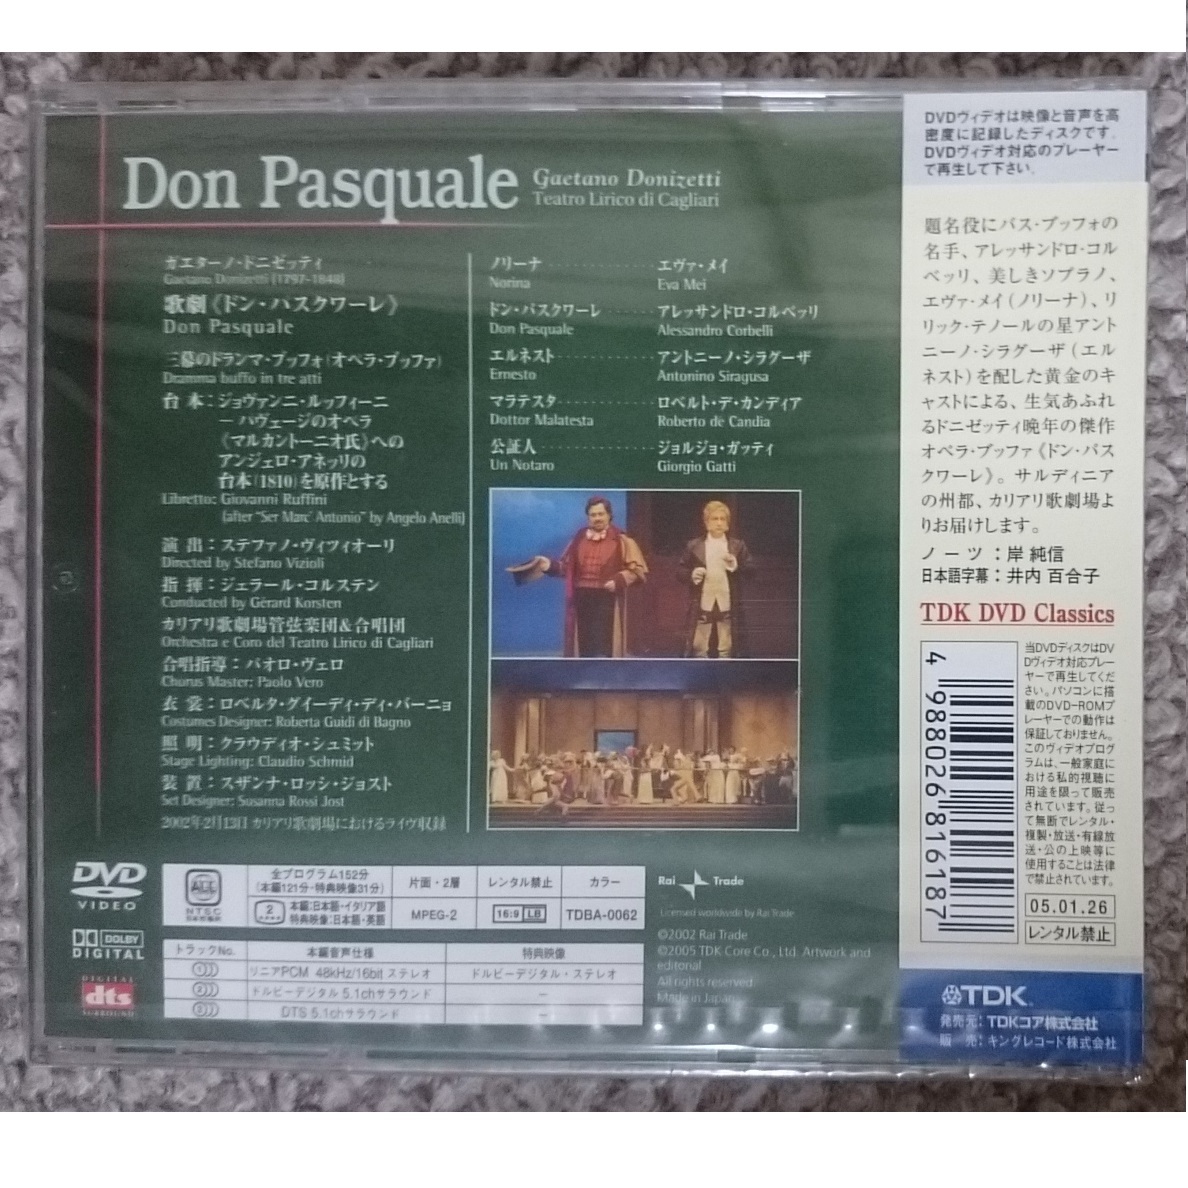 Don Pasquale
Gaetano Donizetti
Teatro Lirico di Cagliari
ガエターノ・ドニゼッティ
Gaetano Donizetti (1797-1848)
歌劇《ドン・パスクワーレ》
Don Pasquale
三幕のドランマ・ブッフォ(オペラ・ブッファ)
Dramma buffo in tre atti
台 本:ジョヴァンニ・ルッフィーニ
― パヴェージのオペラ
《マルカントーニオ氏》への
アンジェロ・アネッリの
台本(1810)を原作とする
Libretto: Giovanni Ruffini
(after "Ser Marc' Antonio" by Angelo Anelli)
演 出:ステファノ・ヴィツィオーリ
Directed by Stefano Vizioli
指 揮:ジェラール・コルステン
Conducted by Gérard Korsten
カリアリ歌劇場管弦楽団&合唱団
Orchestra e Coro del Teatro Lirico di Cagliari
合唱指導:パオロ・ヴェロ
Chorus Master: Paolo Vero
衣 裳:ロベルタ・グイーディ・ディ・バーニョ
Costumes Designer: Roberta Guidi di Bagno
照 明:クラウディオ・シュミット
Stage Lighting: Claudio Schmid
装 置:スザンナ・ロッシ・ジョスト
Set Designer: Susanna Rossi Jost
2002年2月13日 カリアリ歌劇場におけるライヴ収録
ノリーナ ............ エヴァ・メイ
Norina Eva Mei
ドン・パスクワーレ ...... アレッサンドロ・コルベッリ
Don Pasquale Alessandro Corbelli
エルネスト ............ アントニーノ・シラグーザ
Ernesto Antonino Siragusa
マラテスタ ............ ロベルト・デ・カンディア
Dottor Malatesta Roberto de Candia
公証人 ............ ジョルジョ・ガッティ
Un Notaro Giorgio Gatti
DVD
VIDEO
DOLBY
DIGITAL
DIGITAL
dts
SURROUND
ALL
NTSC
日本市場向
全プログラム152分
(本編121分・特典映像31分)
片面・2層
レンタル禁止
カラー
2
本編:日本語・イタリア語
特典映像:日本語・英語
MPEG-2
16:9 LB
TDBA-0062
トラックNo. 本編音声仕様 特典映像
1 リニアPCM 48kHz/16bit ステレオ ドルビーデジタル・ステレオ
2 ドルビーデジタル 5.1chサラウンド −
3 DTS 5.1chサラウンド −
Rai Trade
Licensed worldwide by Rai Trade
©2002 Rai Trade
©2005 TDK Core Co., Ltd. Artwork and
editorial
All rights reserved
Made in Japan
DVDヴィデオは映像と音声を高
密度に記録したディスクです.
DVDヴィデオ対応のプレーヤー
で再生して下さい.
題名役にバス・ブッフォの
名手、アレッサンドロ・コル
ベッリ、美しきソプラノ、
エヴァ・メイ(ノリーナ)、リ
リック・テノールの星アント
ニーノ・シラグーザ(エル
ネスト)を配した黄金のキ
ャストによる、生気あふれ
るドニゼッティ晩年の傑作
オペラ・ブッファ《ドン・パス
クワーレ》。サルディニア
の州都、カリアリ歌劇場よ
りお届けします。
ノ ー ツ :岸 純信
日本語字幕:井内 百合子
TDK DVD Classics
4 988026 816187
当DVDディスクはDV
Dヴィデオ対応プレー
ヤーで再生してくだ
さい。パソコンに搭
載のDVD-ROMプ
レーヤーでの動作は
保証しておりません。
このヴィデオプログ
ラムは、一般家庭に
おける私的視聴に
用途を限って販売
されています。従っ
て無断でレンタル・
複製・放送・有線放
送・公の上映等に
使用することは法律
で禁止されています。
05.01.26
レンタル禁止
TDK
発売元:TDKコア株式会社
販 売:キングレコード株式会社